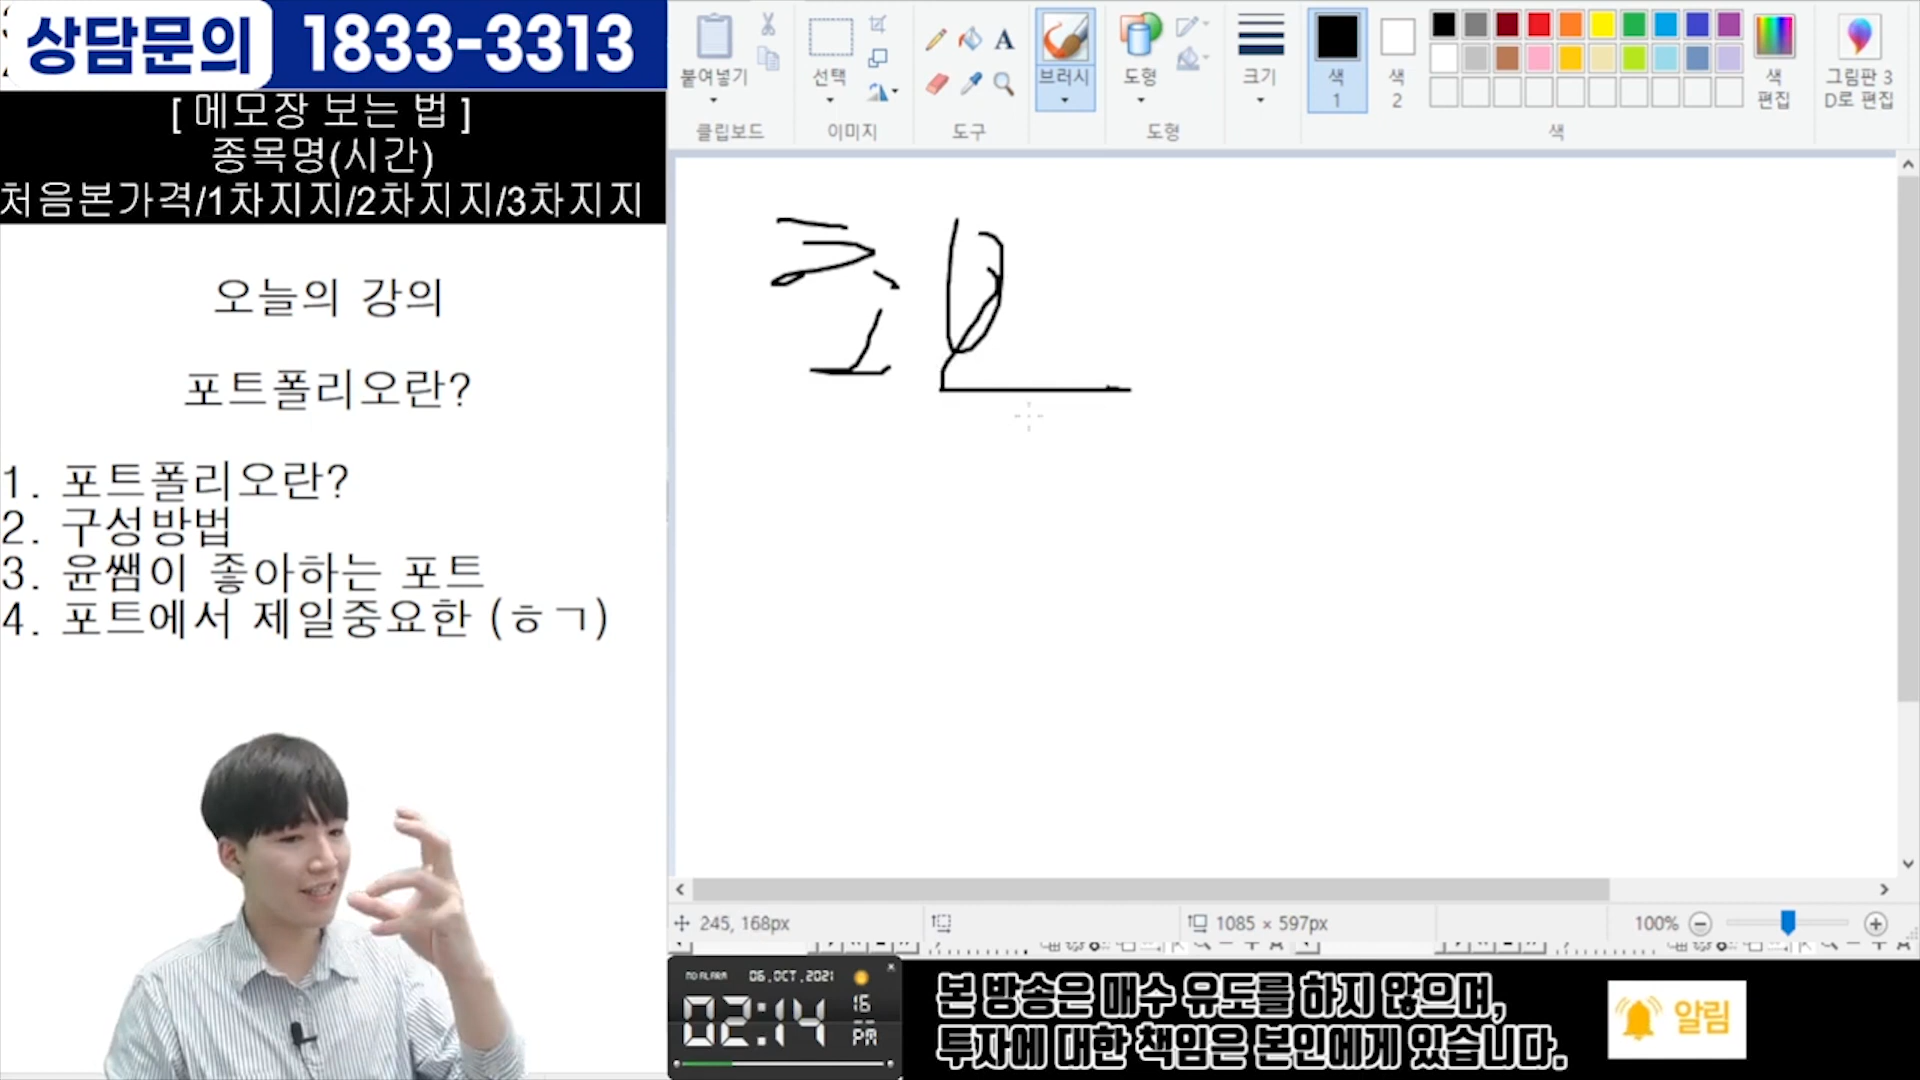 상담문의 1833-3313
[ 메모장 보는 법 ]
종목명(시간)
처음본가격/1차지지/2차지지/3차지지
오늘의 강의
포트폴리오란?
1. 포트폴리오란?
2. 구성방법
3. 윤쌤이 좋아하는 포트
4. 포트에서 제일중요한 (ㅎㄱ)
붙여넣기
선택
브러시
도형
크기
색
1
색
2
색
편집
그림판 3
D로 편집
클립보드
이미지
도구
도형
색
245, 168px
1085 × 597px
100%
NO ALARM 06,OCT,2021
02:14 16 PM
본 방송은 매수 유도를 하지 않으며,
투자에 대한 책임은 본인에게 있습니다.
알림